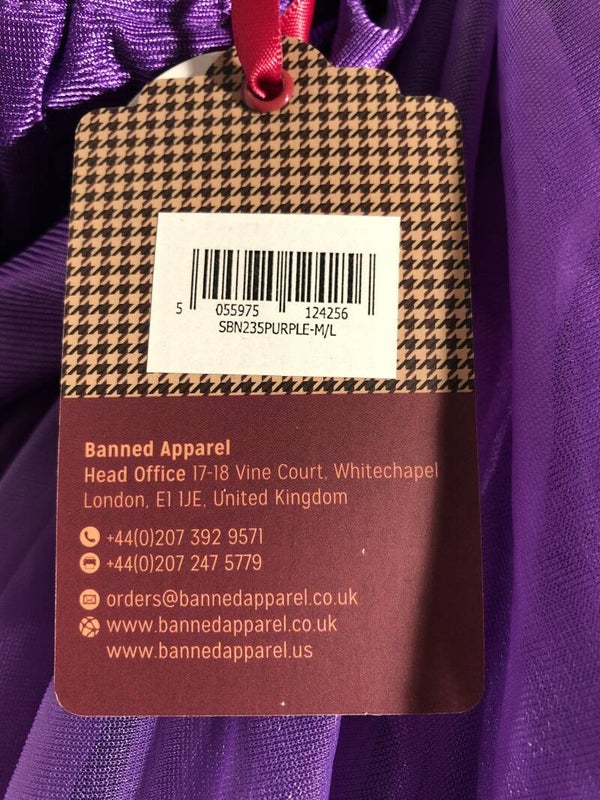 5 055975 124256
SBN235PURPLE-M/L
Banned Apparel
Head Office 17-18 Vine Court, Whitechapel
London, E1 1JE, United Kingdom
+44(0)207 392 9571
+44(0)207 247 5779
orders@bannedapparel.co.uk
www.bannedapparel.co.uk
www.bannedapparel.us